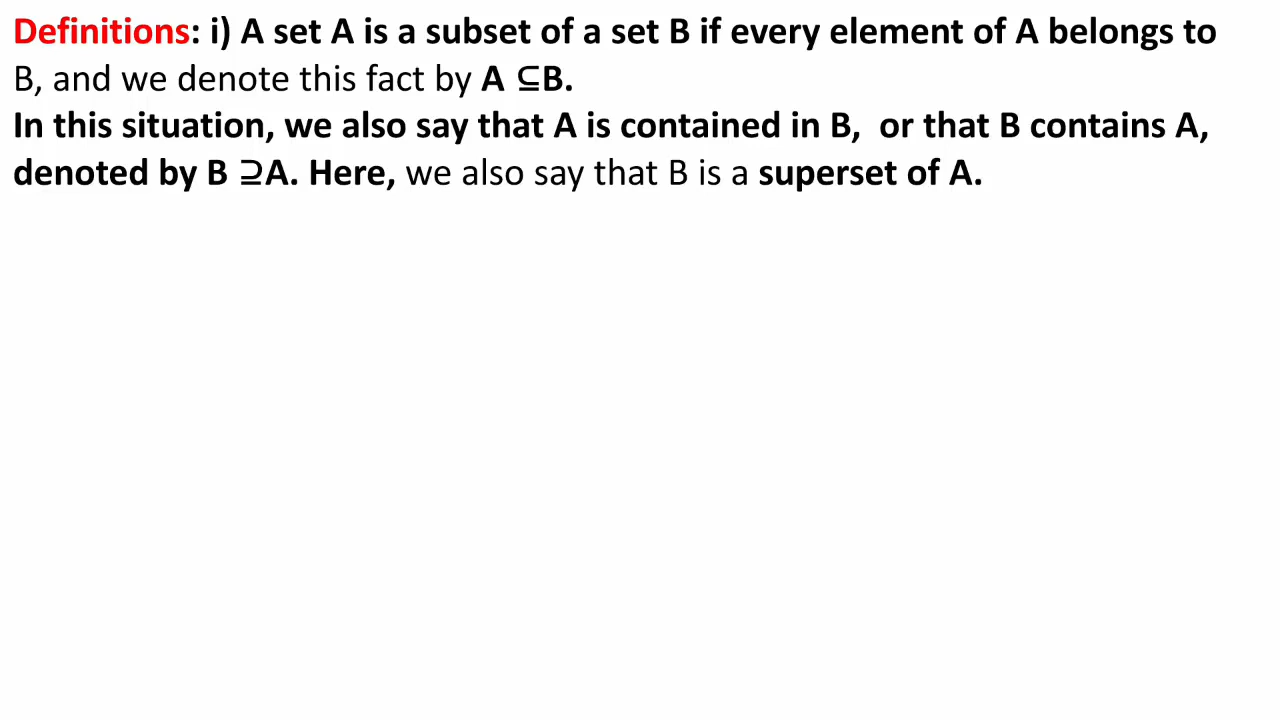 Definitions: i) A set A is a subset of a set B if every element of A belongs to
B, and we denote this fact by A ⊆B.
In this situation, we also say that A is contained in B,  or that B contains A,
denoted by B ⊇A. Here, we also say that B is a superset of A.